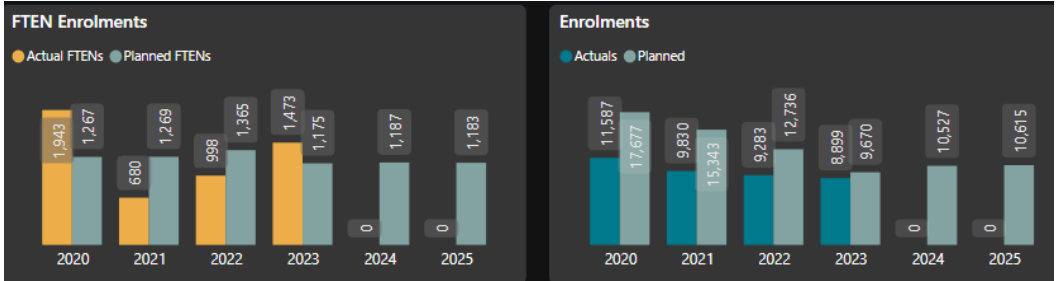 FTEN Enrolments
Actual FTENs Planned FTENs
1,943 1,267 680 1,269 998 1,365 1,473 1,175 0 1,187 0 1,183
2020 2021 2022 2023 2024 2025
Enrolments
Actuals Planned
11,587 17,677 9,830 15,343 9,283 12,736 8,899 9,670 0 10,527 0 10,615
2020 2021 2022 2023 2024 2025